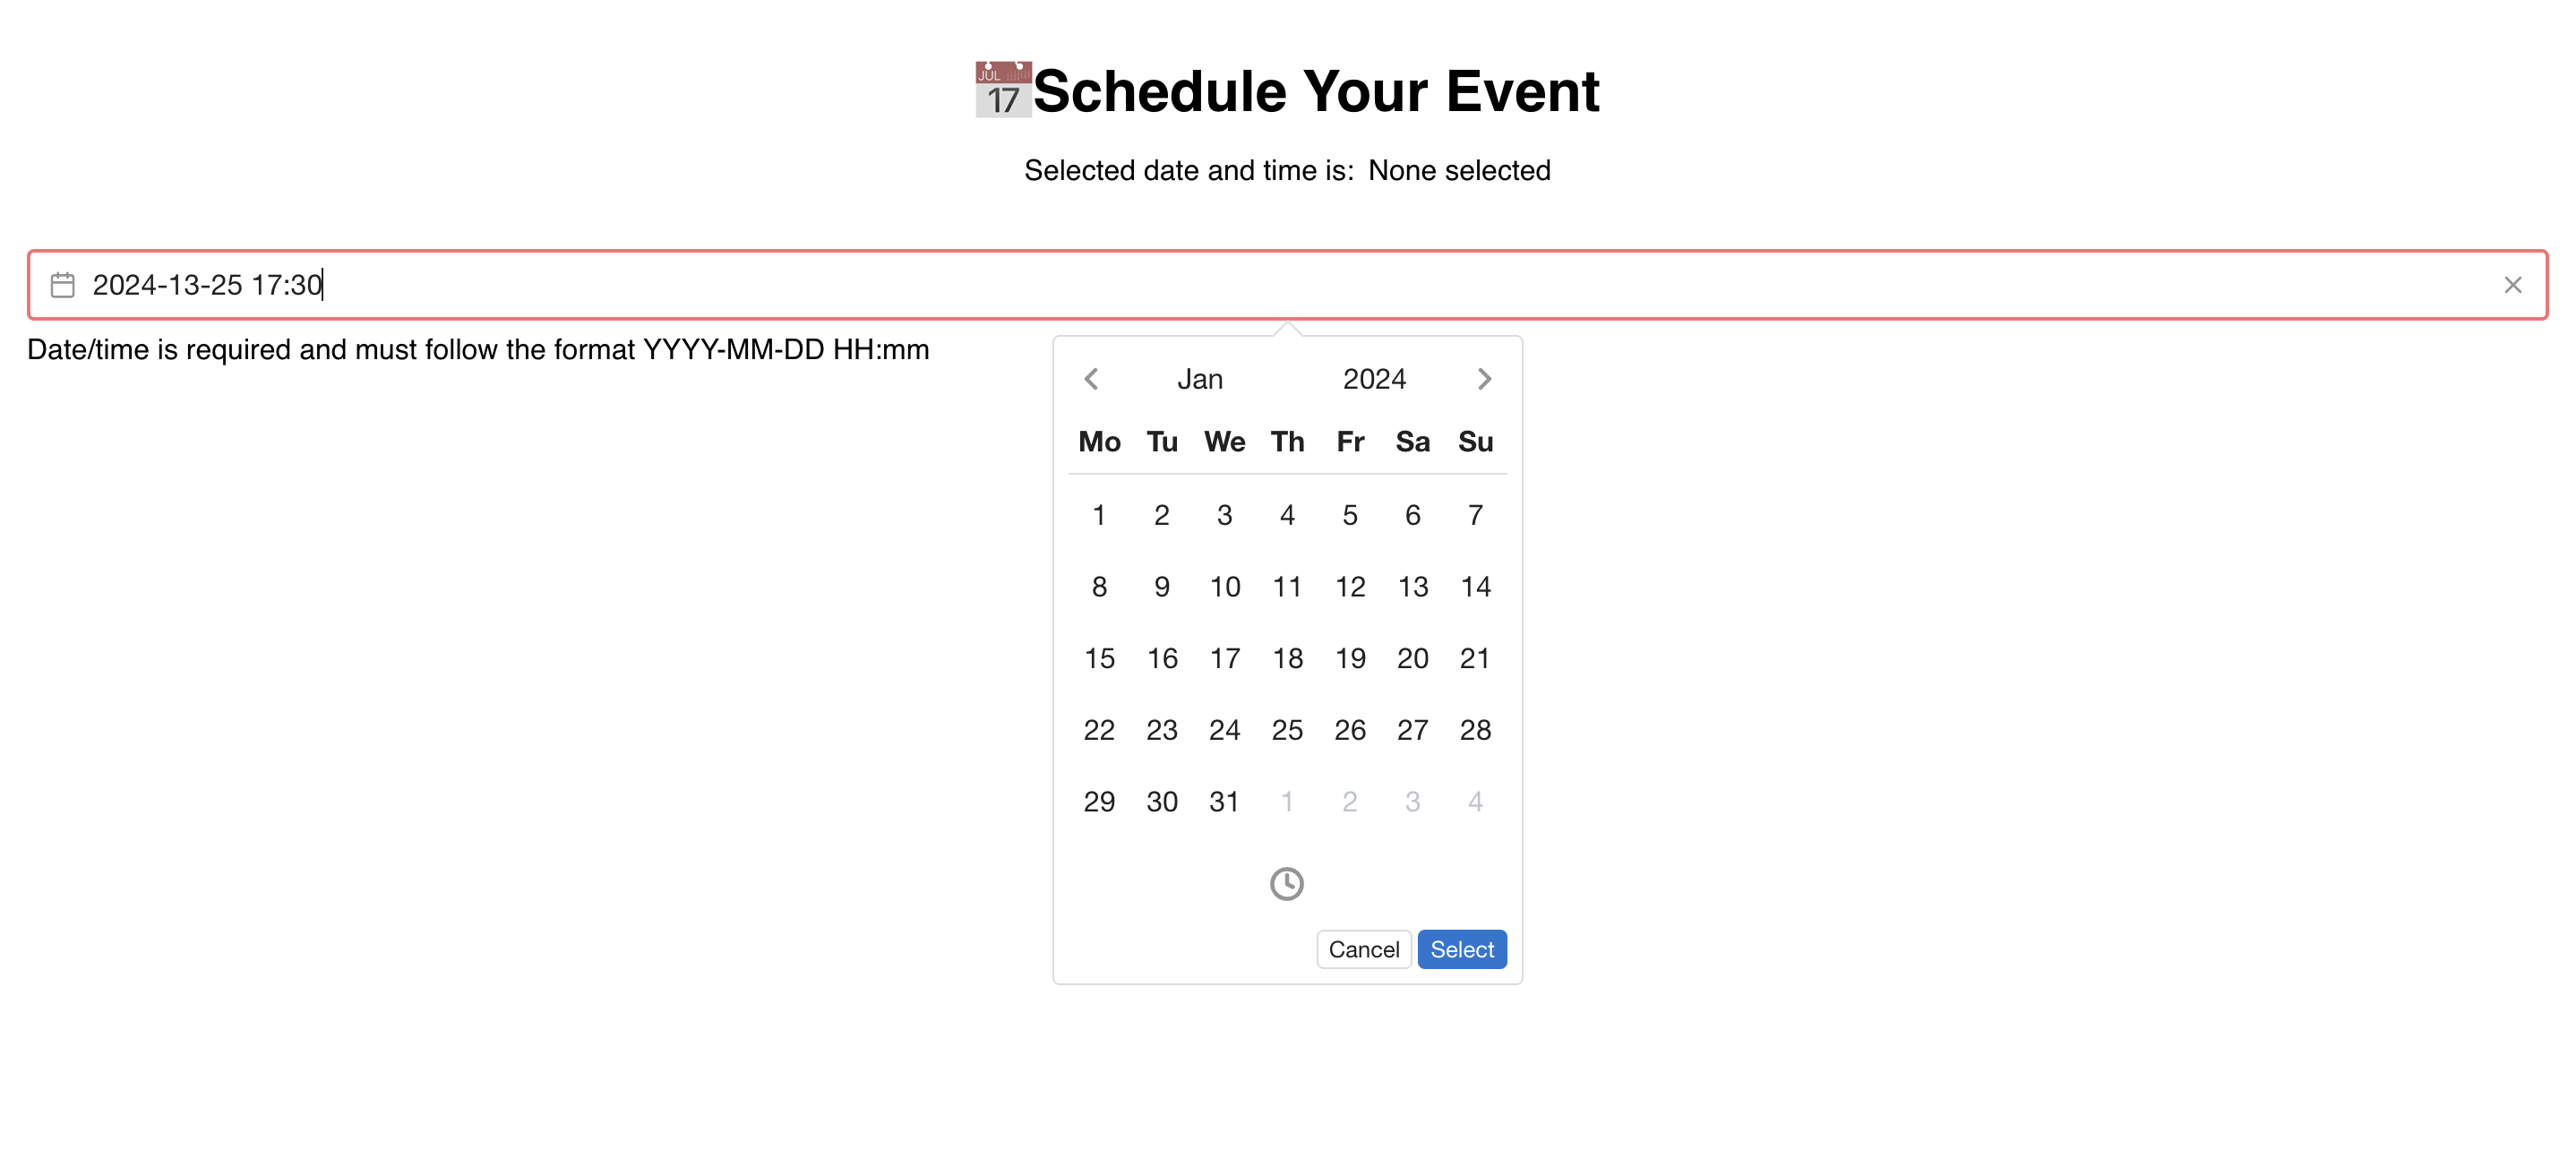 JUL 17 Schedule Your Event
Selected date and time is: None selected
2024-13-25 17:30
Date/time is required and must follow the format YYYY-MM-DD HH:mm
Jan 2024
Mo Tu We Th Fr Sa Su
1 2 3 4 5 6 7
8 9 10 11 12 13 14
15 16 17 18 19 20 21
22 23 24 25 26 27 28
29 30 31 1 2 3 4
Cancel Select